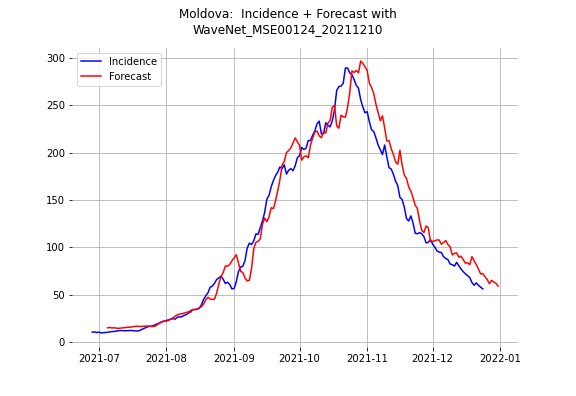 Moldova:  Incidence + Forecast with
WaveNet_MSE00124_20211210
Incidence
Forecast
300
250
200
150
100
50
0
2021-07 2021-08 2021-09 2021-10 2021-11 2021-12 2022-01